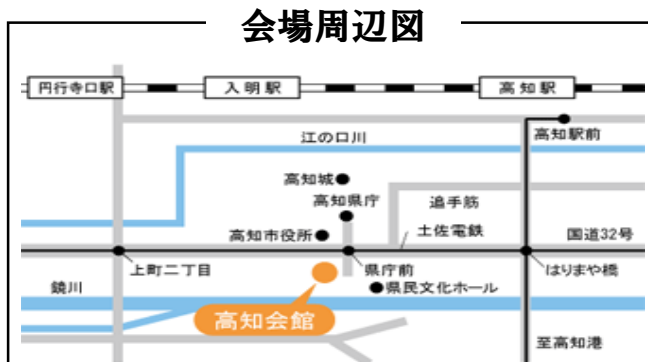 会場周辺図
円行寺口駅
入明駅
高知駅
高知駅前
江の口川
高知城
高知県庁
追手筋
高知市役所
土佐電鉄
国道32号
上町二丁目
県庁前
はりまや橋
鏡川
県民文化ホール
高知会館
至高知港